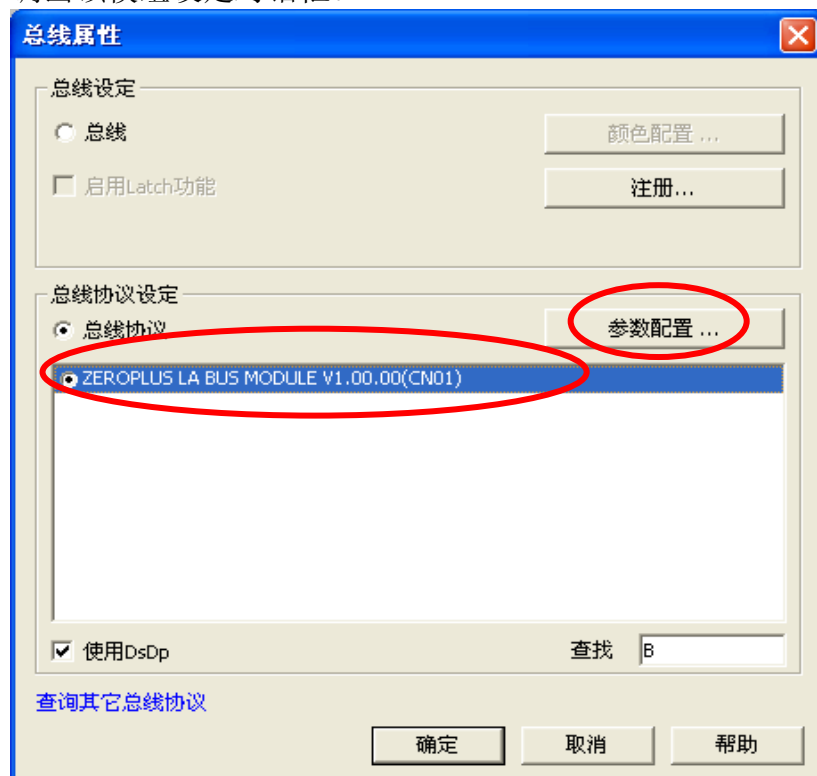 总线属性
总线设定
总线
颜色配置 ...
启用Latch功能
注册...
总线协议设定
总线协议
参数配置 ...
ZEROPLUS LA BUS MODULE V1.00.00(CN01)
使用DsDp
查找 B
查询其它总线协议
确定 取消 帮助